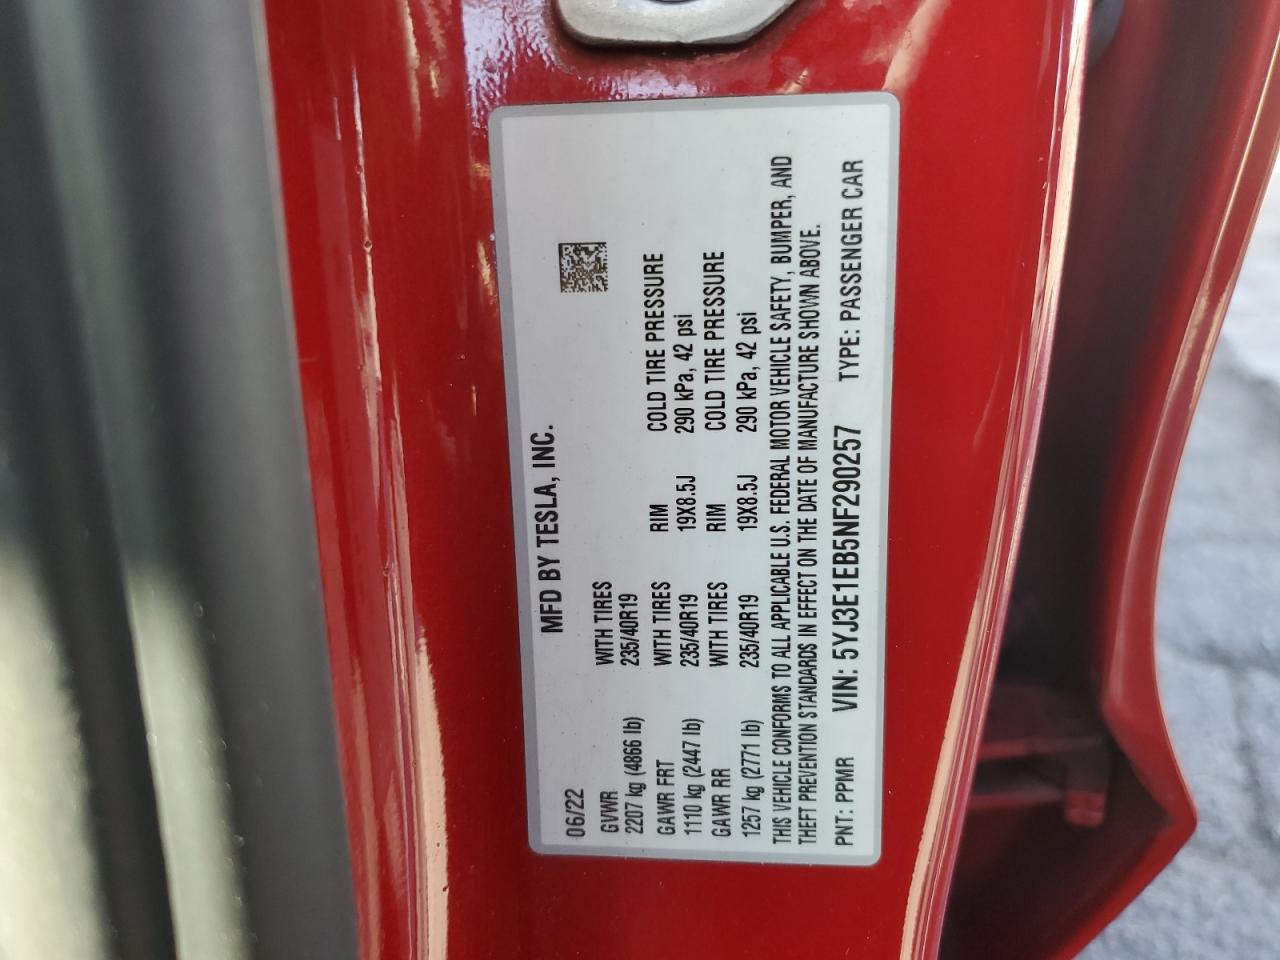 MFD BY TESLA, INC.
06/22
GVWR WITH TIRES
2207 kg (4866 lb) 235/40R19
GAWR FRT WITH TIRES RIM COLD TIRE PRESSURE
1110 kg (2447 lb) 235/40R19 19X8.5J 290 kPa, 42 psi
GAWR RR WITH TIRES RIM COLD TIRE PRESSURE
1257 kg (2771 lb) 235/40R19 19X8.5J 290 kPa, 42 psi
THIS VEHICLE CONFORMS TO ALL APPLICABLE U.S. FEDERAL MOTOR VEHICLE SAFETY, BUMPER, AND
THEFT PREVENTION STANDARDS IN EFFECT ON THE DATE OF MANUFACTURE SHOWN ABOVE.
PNT: PPMR VIN: 5YJ3E1EB5NF290257 TYPE: PASSENGER CAR